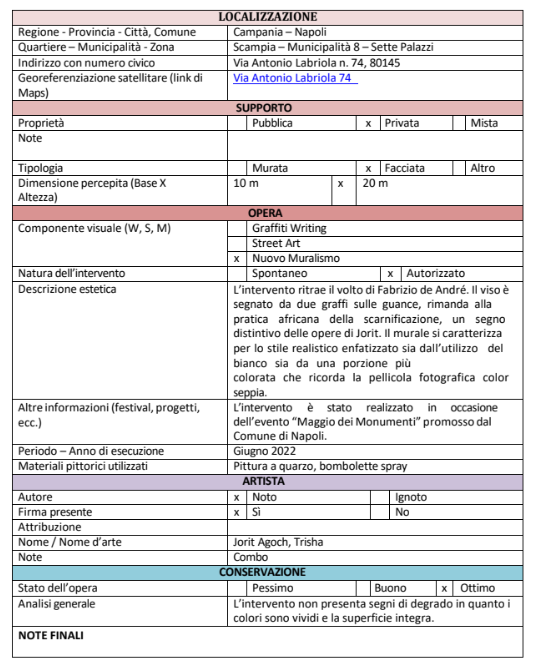 LOCALIZZAZIONE
Regione - Provincia - Città, Comune Campania – Napoli
Quartiere – Municipalità - Zona Scampia – Municipalità 8 – Sette Palazzi
Indirizzo con numero civico Via Antonio Labriola n. 74, 80145
Georeferenziazione satellitare (link di Via Antonio Labriola 74
Maps)
SUPPORTO
Proprietà Pubblica x Privata Mista
Note
Tipologia Murata x Facciata Altro
Dimensione percepita (Base X 10 m x 20 m
Altezza)
OPERA
Componente visuale (W, S, M) Graffiti Writing
Street Art
x Nuovo Muralismo
Natura dell'intervento Spontaneo x Autorizzato
Descrizione estetica L'intervento ritrae il volto di Fabrizio de André. Il viso è
segnato da due graffi sulle guance, rimanda alla
pratica africana della scarnificazione, un segno
distintivo delle opere di Jorit. Il murale si caratterizza
per lo stile realistico enfatizzato sia dall'utilizzo del
bianco sia da una porzione più
colorata che ricorda la pellicola fotografica color
seppia.
Altre informazioni (festival, progetti, L'intervento è stato realizzato in occasione
ecc.) dell'evento "Maggio dei Monumenti" promosso dal
Comune di Napoli.
Periodo – Anno di esecuzione Giugno 2022
Materiali pittorici utilizzati Pittura a quarzo, bombolette spray
ARTISTA
Autore x Noto Ignoto
Firma presente x Sì No
Attribuzione
Nome / Nome d'arte Jorit Agoch, Trisha
Note Combo
CONSERVAZIONE
Stato dell'opera Pessimo Buono x Ottimo
Analisi generale L'intervento non presenta segni di degrado in quanto i
colori sono vividi e la superficie integra.
NOTE FINALI